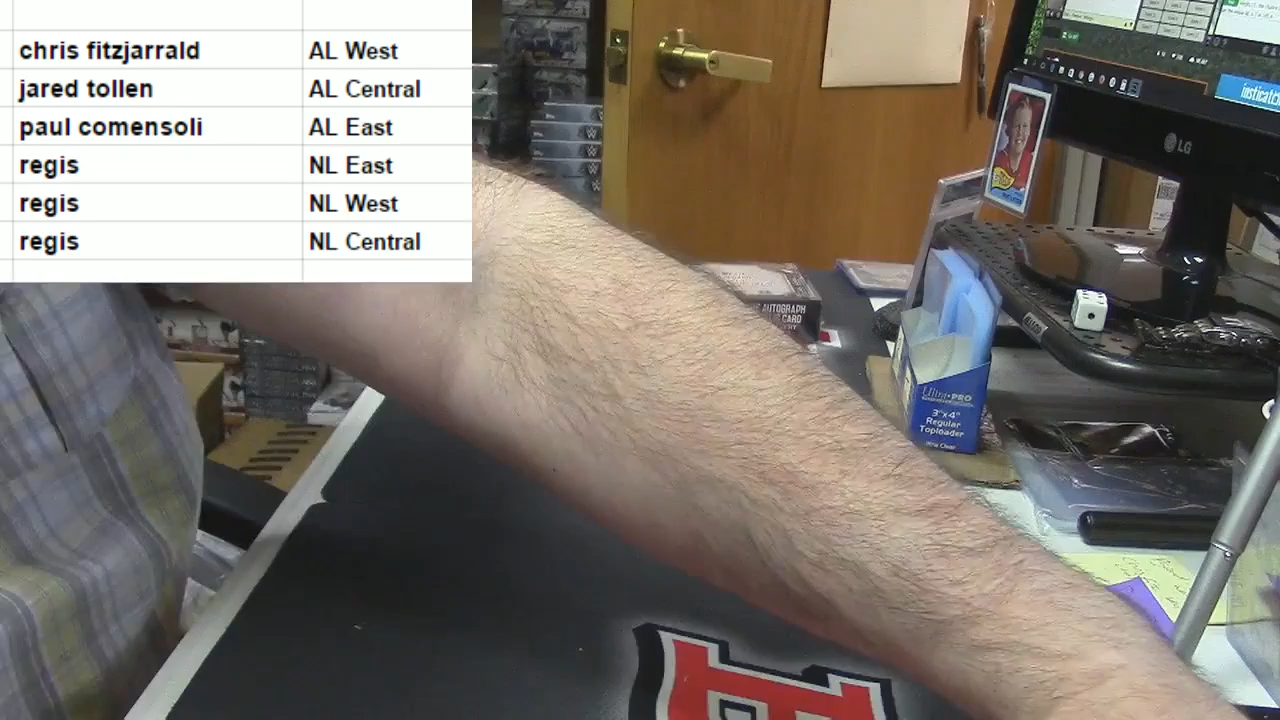 chris fitzjarrald AL West
jared tollen AL Central
paul comensoli AL East
regis NL East
regis NL West
regis NL Central
LG
AUTOGRAPH
CARD
Ultra PRO
3"x4"
Regular
Toploader